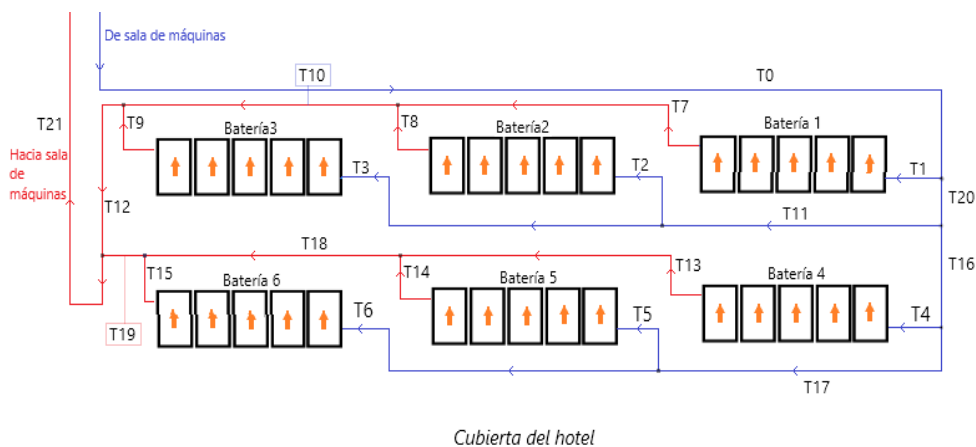 De sala de máquinas
T10
T0
T21
T9
Batería3
T8
Batería2
T7
Batería 1
Hacia sala
de
máquinas
T3
T2
T1
T12
T20
T11
T18
T16
T15
Batería 6
T14
Batería 5
T13
Batería 4
T19
T6
T5
T4
T17
Cubierta del hotel